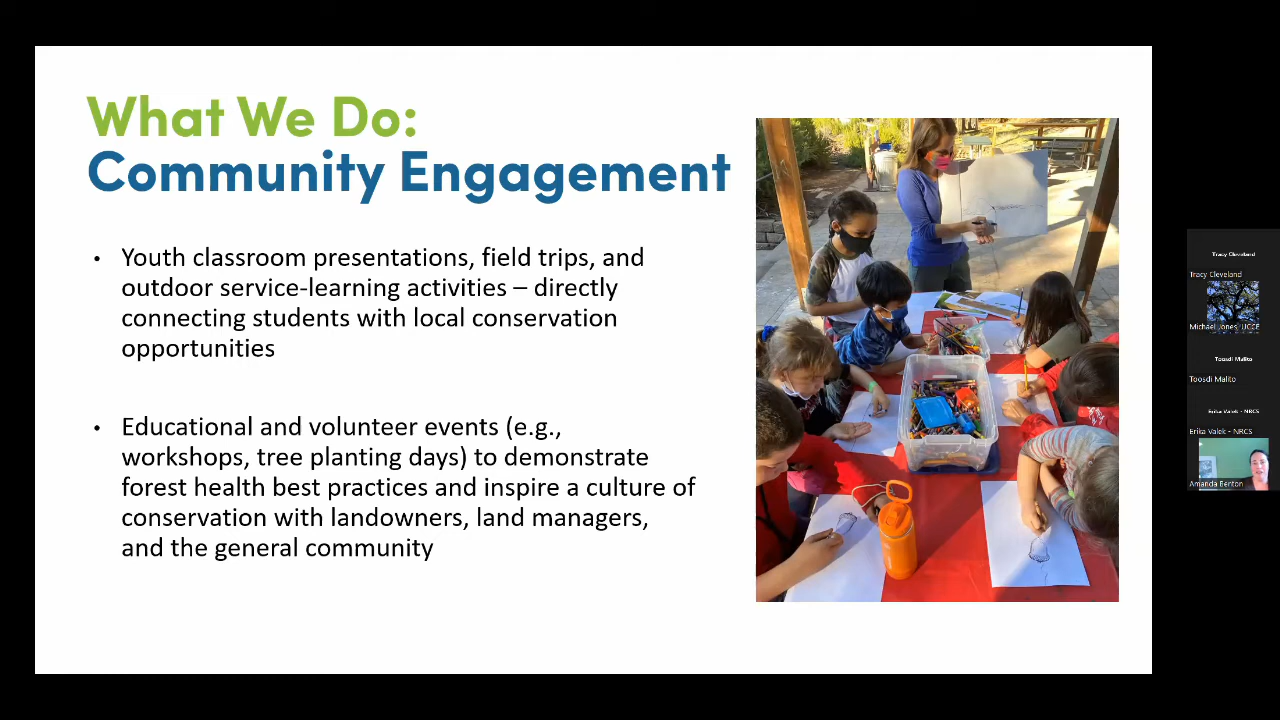 What We Do:
Community Engagement
• Youth classroom presentations, field trips, and
outdoor service-learning activities – directly
connecting students with local conservation
opportunities
• Educational and volunteer events (e.g.,
workshops, tree planting days) to demonstrate
forest health best practices and inspire a culture of
conservation with landowners, land managers,
and the general community
Tracy Cleveland
Tracy Cleveland
Michael Jones, UCCE
Toosdi Malito
Toosdi Malito
Erika Valek - NRCS
Erika Valek - NRCS
Amanda Benton